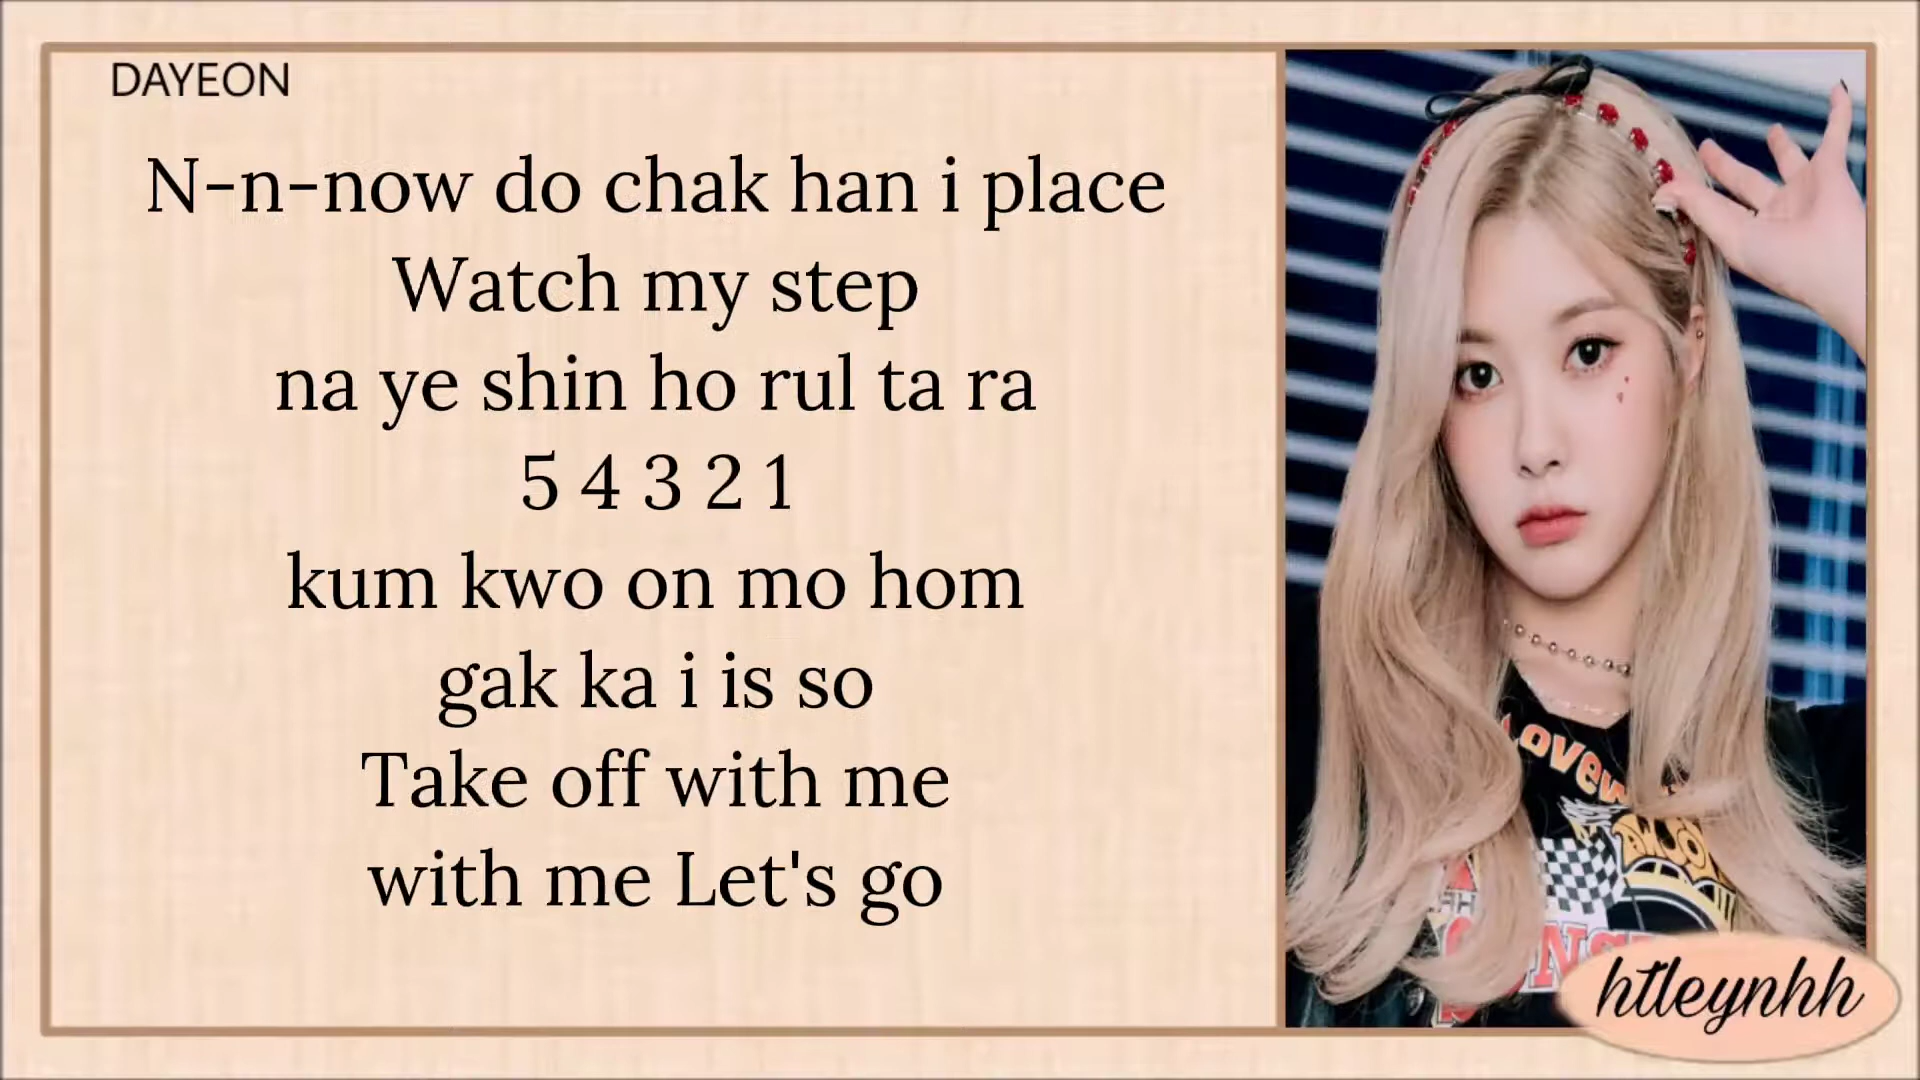 DAYEON
N-n-now do chak han i place
Watch my step
na ye shin ho rul ta ra
5 4 3 2 1
kum kwo on mo hom
gak ka i is so
Take off with me
with me Let's go
htleynhh